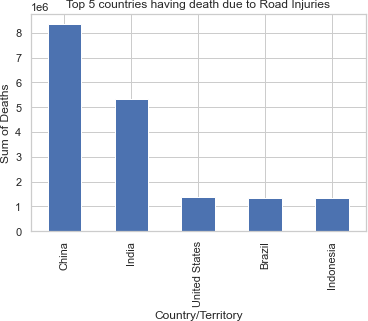 Top 5 countries having death due to Road Injuries
1e6
8
7
6
5
4
3
2
1
0
Sum of Deaths
China
India
United States
Brazil
Indonesia
Country/Territory